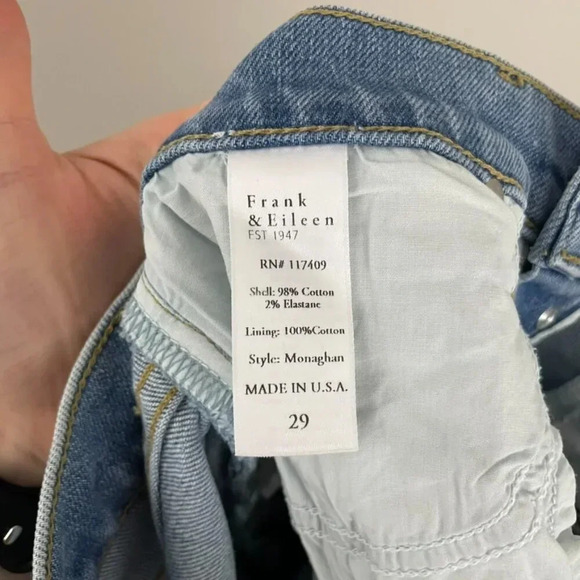 Frank
& Eileen
EST 1947
RN# 117409
Shell: 98% Cotton
2% Elastane
Lining: 100%Cotton
Style: Monaghan
MADE IN U.S.A.
29